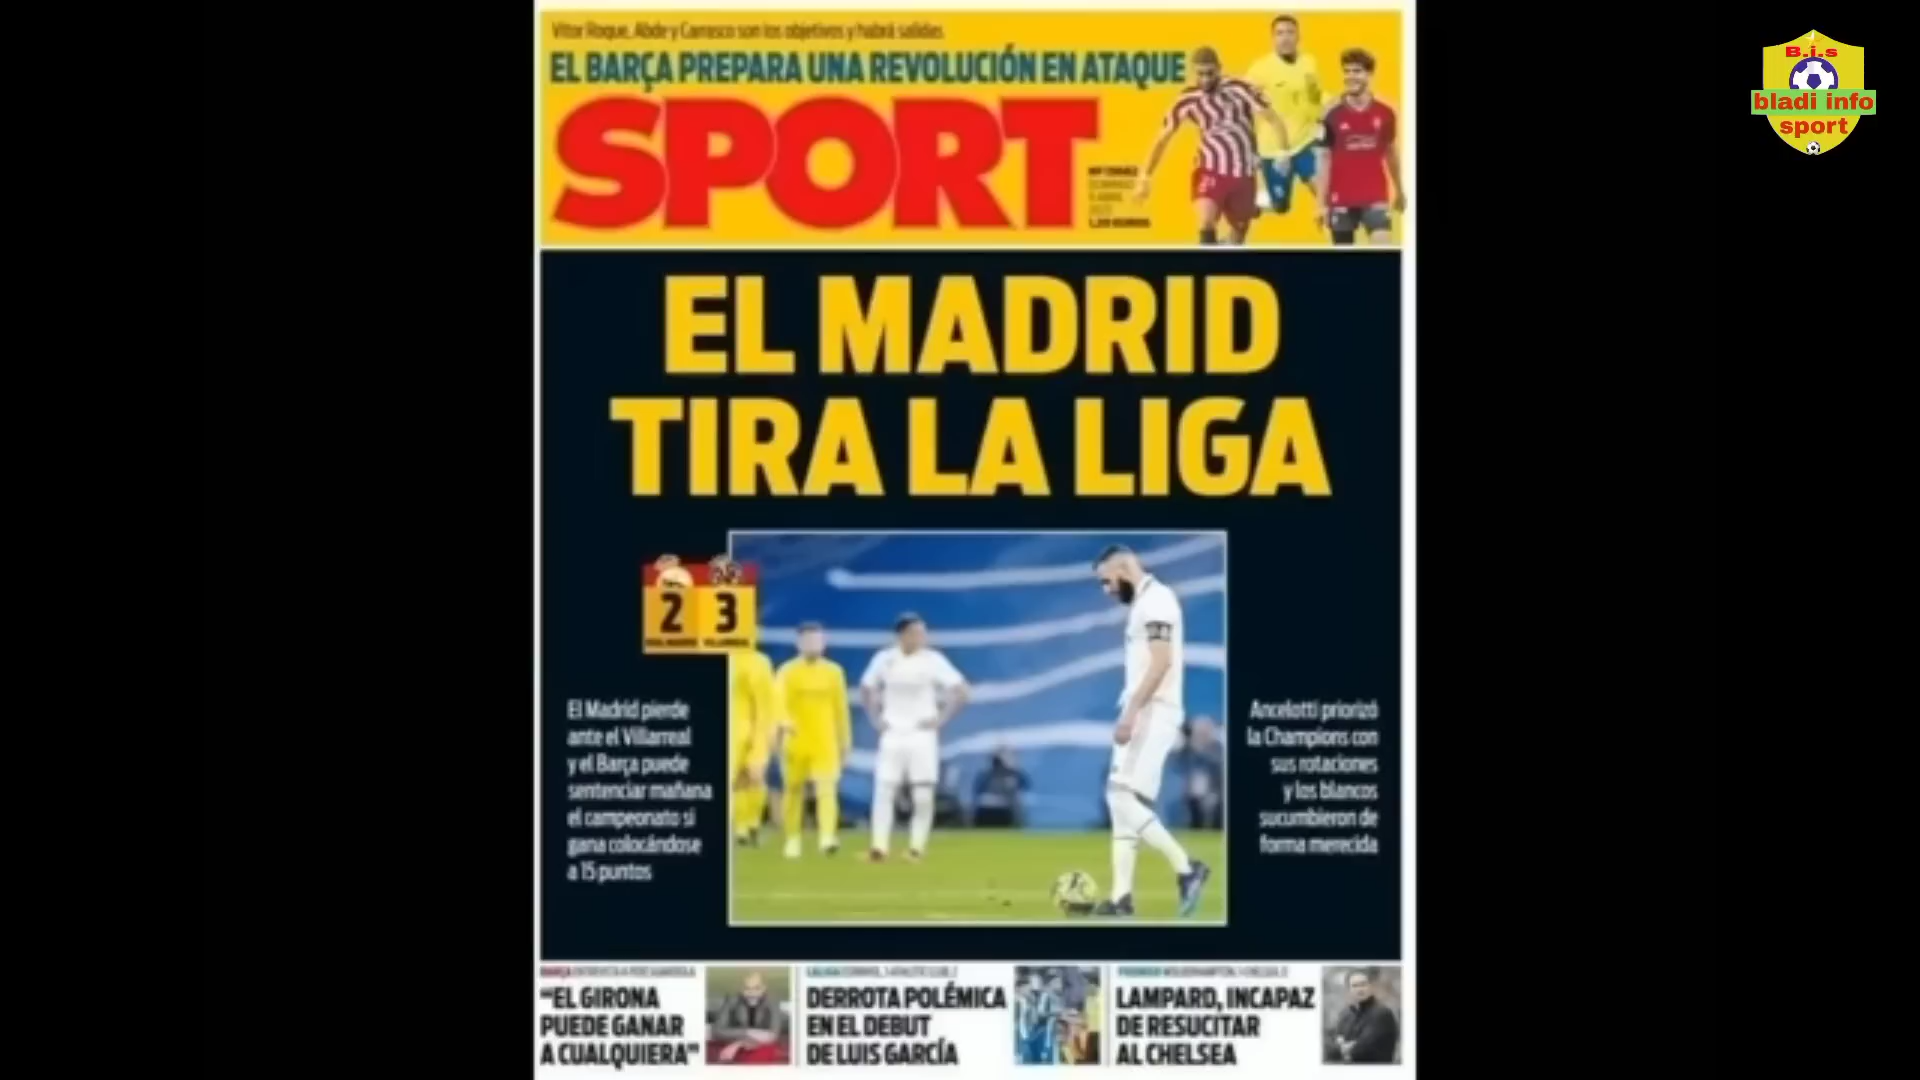 Vitor Roque, Abde y Carrasco son los objetivos y habrá salidas
EL BARÇA PREPARA UNA REVOLUCIÓN EN ATAQUE
SPORT
B.i.s
bladi info
sport
EL MADRID
TIRA LA LIGA
2 3
El Madrid pierde
ante el Villarreal
y el Barça puede
sentenciar mañana
el campeonato si
gana colocándose
a 15 puntos
Ancelotti priorizó
la Champions con
sus rotaciones
y los blancos
sucumbieron de
forma merecida
"EL GIRONA
PUEDE GANAR
A CUALQUIERA"
DERROTA POLÉMICA
EN EL DEBUT
DE LUIS GARCÍA
LAMPARD, INCAPAZ
DE RESUCITAR
AL CHELSEA